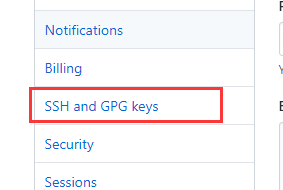 Notifications
Billing
SSH and GPG keys
Security
Sessions